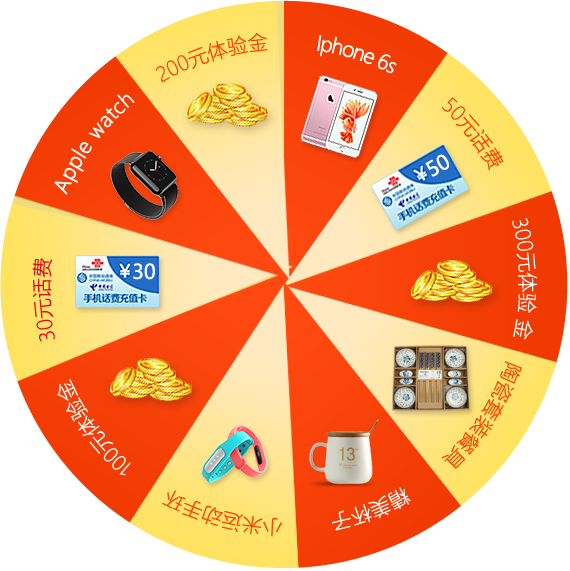 Iphone 6s
50元话费
¥50
手机话费充值卡
300元体验 金
陶瓷套装餐具
精美杯子
13
小米运动手环
100元体验金
30元话费
¥30
手机话费充值卡
Apple watch
200元体验金